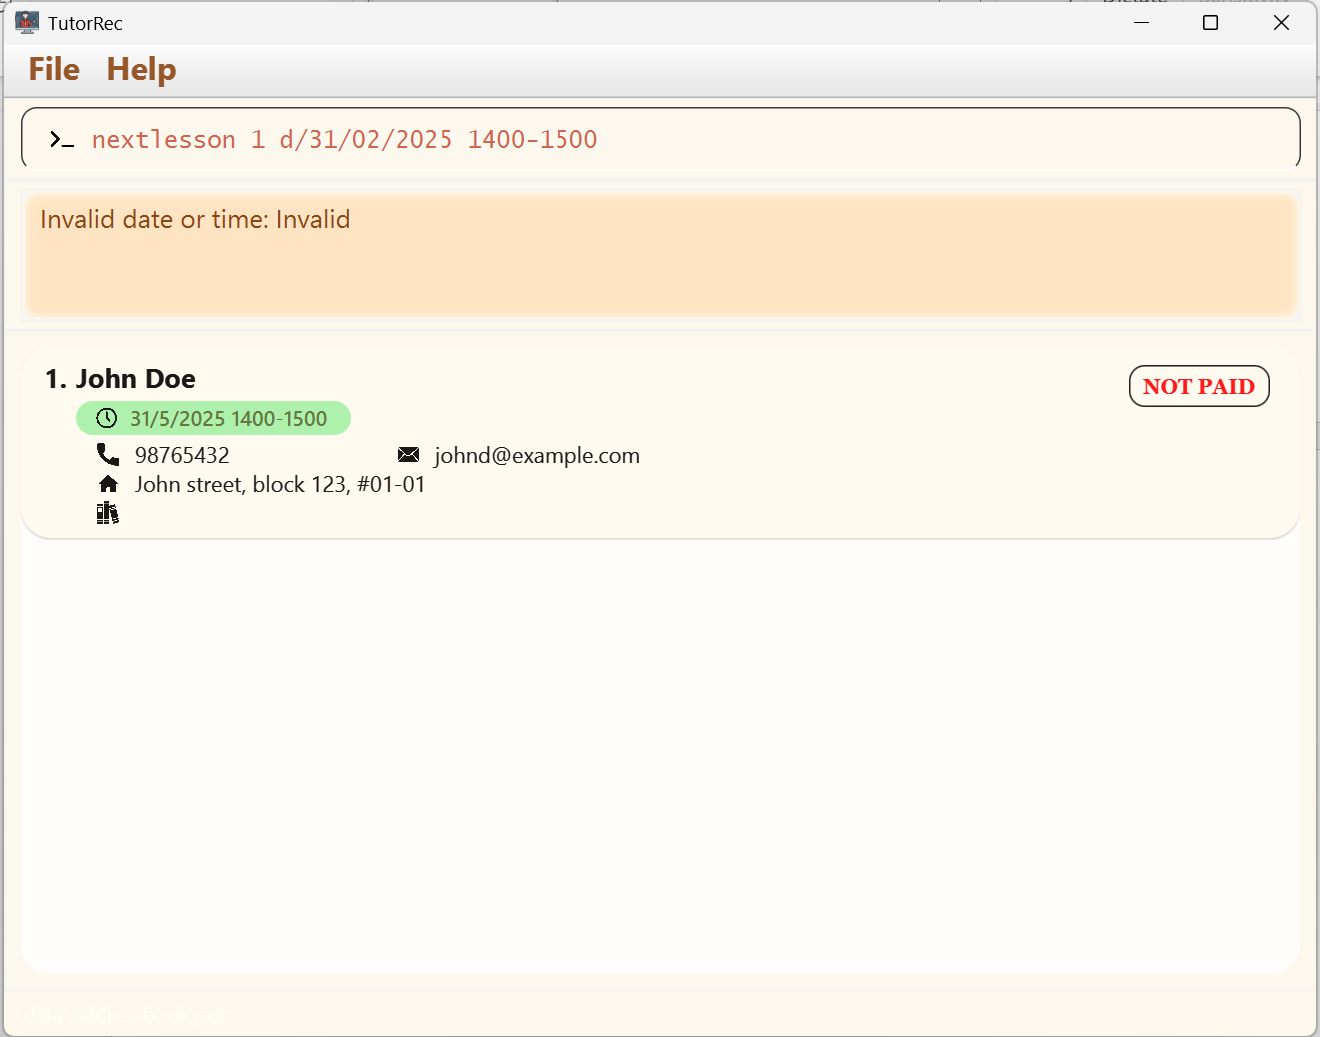 TutorRec
File Help
>_ nextlesson 1 d/31/02/2025 1400-1500
Invalid date or time: Invalid
1. John Doe
NOT PAID
31/5/2025 1400-1500
98765432 johnd@example.com
John street, block 123, #01-01
\data\addressbook.json